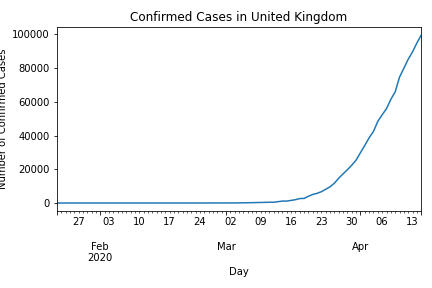 Confirmed Cases in United Kingdom
Number of Confirmed Cases
100000
80000
60000
40000
20000
0
27 03 10 17 24 02 09 16 23 30 06 13
Feb Mar Apr
2020
Day